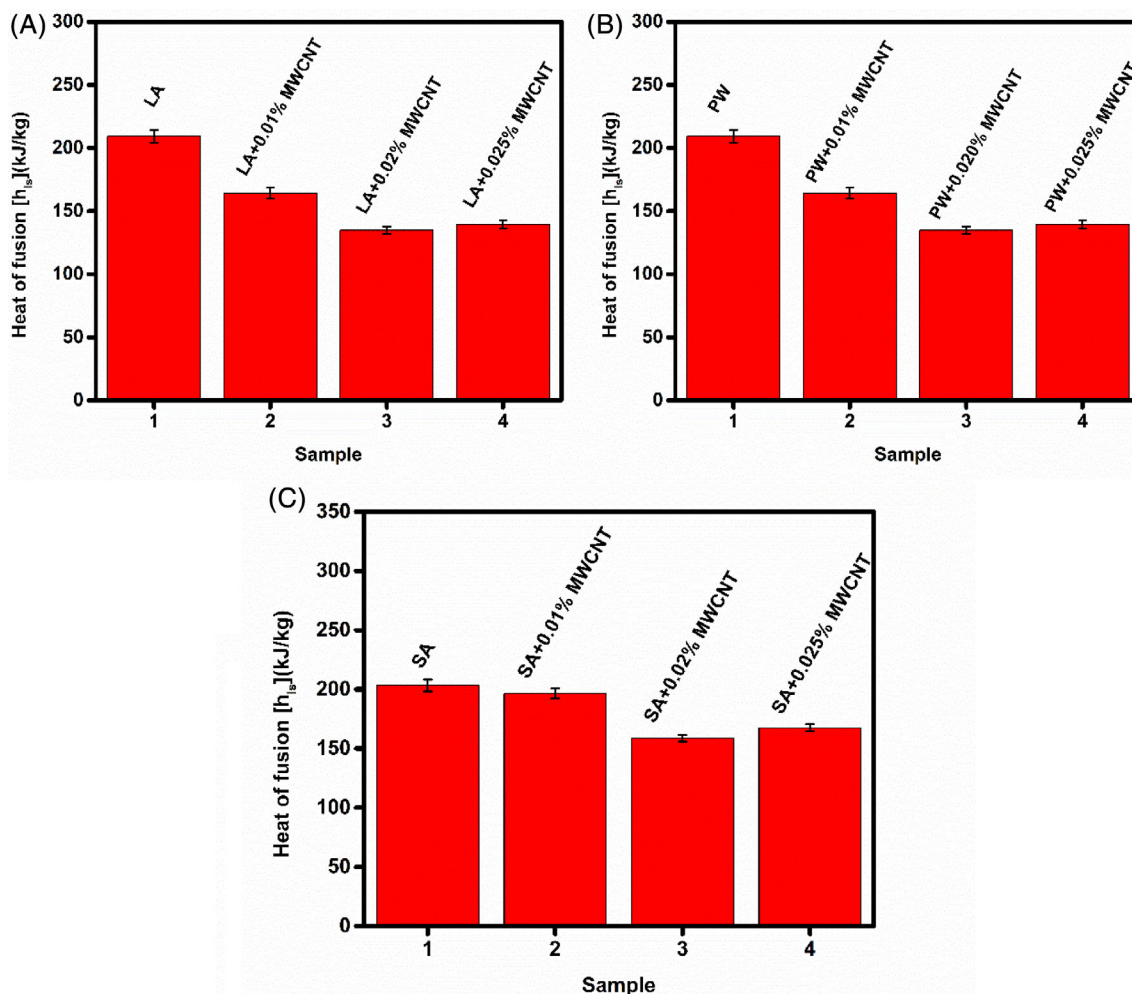 (A)
300
250
200
150
100
50
0
Heat of fusion [h_ls](kJ/kg)
LA
LA+0.01% MWCNT
LA+0.02% MWCNT
LA+0.025% MWCNT
1 2 3 4
Sample
(B)
300
250
200
150
100
50
0
Heat of fusion [h_ls](kJ/kg)
PW
PW+0.01% MWCNT
PW+0.020% MWCNT
PW+0.025% MWCNT
1 2 3 4
Sample
(C)
350
300
250
200
150
100
50
0
Heat of fusion [h_ls](kJ/kg)
SA
SA+0.01% MWCNT
SA+0.02% MWCNT
SA+0.025% MWCNT
1 2 3 4
Sample